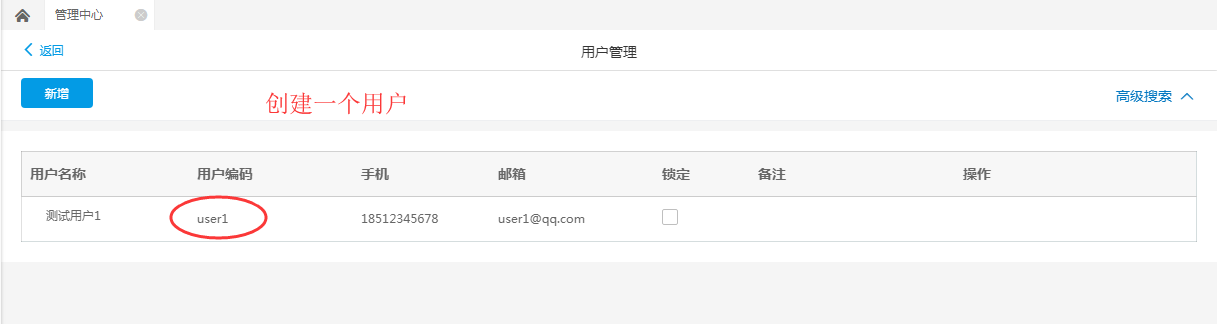 管理中心
返回
用户管理
新增
创建一个用户
高级搜索
用户名称 用户编码 手机 邮箱 锁定 备注 操作
测试用户1 user1 18512345678 user1@qq.com